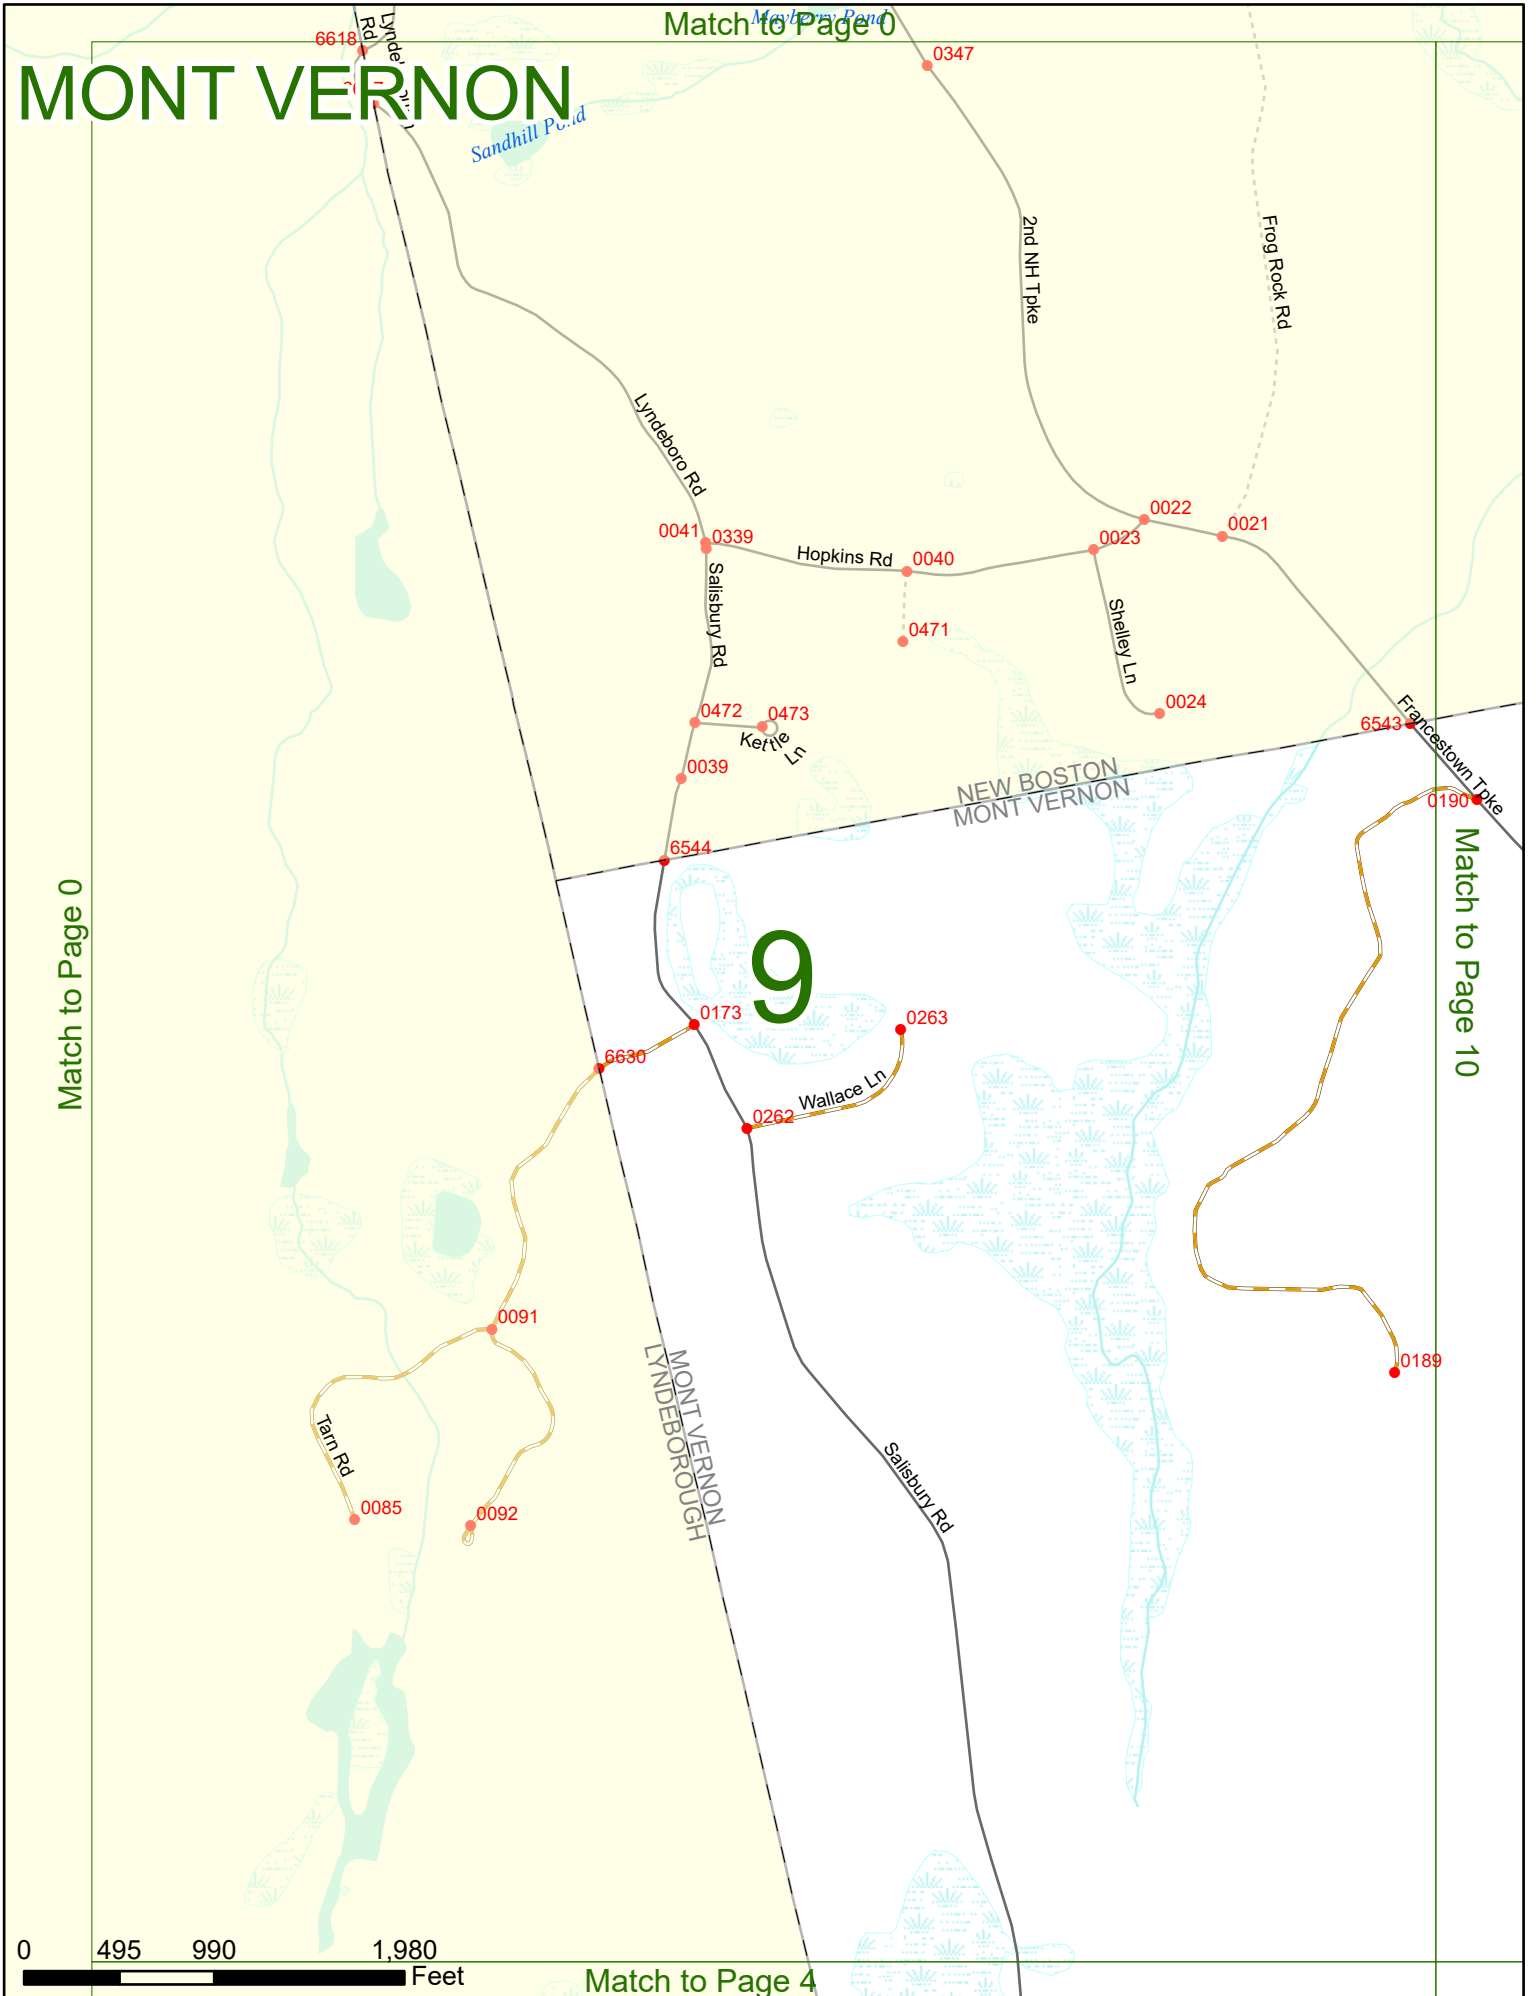 Match to Page 0
Mayberry Pond
6618
Rd
0347
MONT VERNON
Sandhill
2nd NH Tpke
Frog Rock Rd
Lyndeboro Rd
0022
0021
0041
0339
0023
Hopkins Rd
0040
Salisbury Rd
Shelley Ln
0471
0472
0473
0024
Kettle
Ln
6543
Francestown Tpke
0039
NEW BOSTON
MONT VERNON
0190
6544
Match to Page 0
9
Match to Page 10
0173
0263
6630
Wallace Ln
0262
0091
MONT VERNON
LYNDEBOROUGH
0189
Tarn Rd
Salisbury Rd
0085
0092
0 495 990 1,980
Feet
Match to Page 4